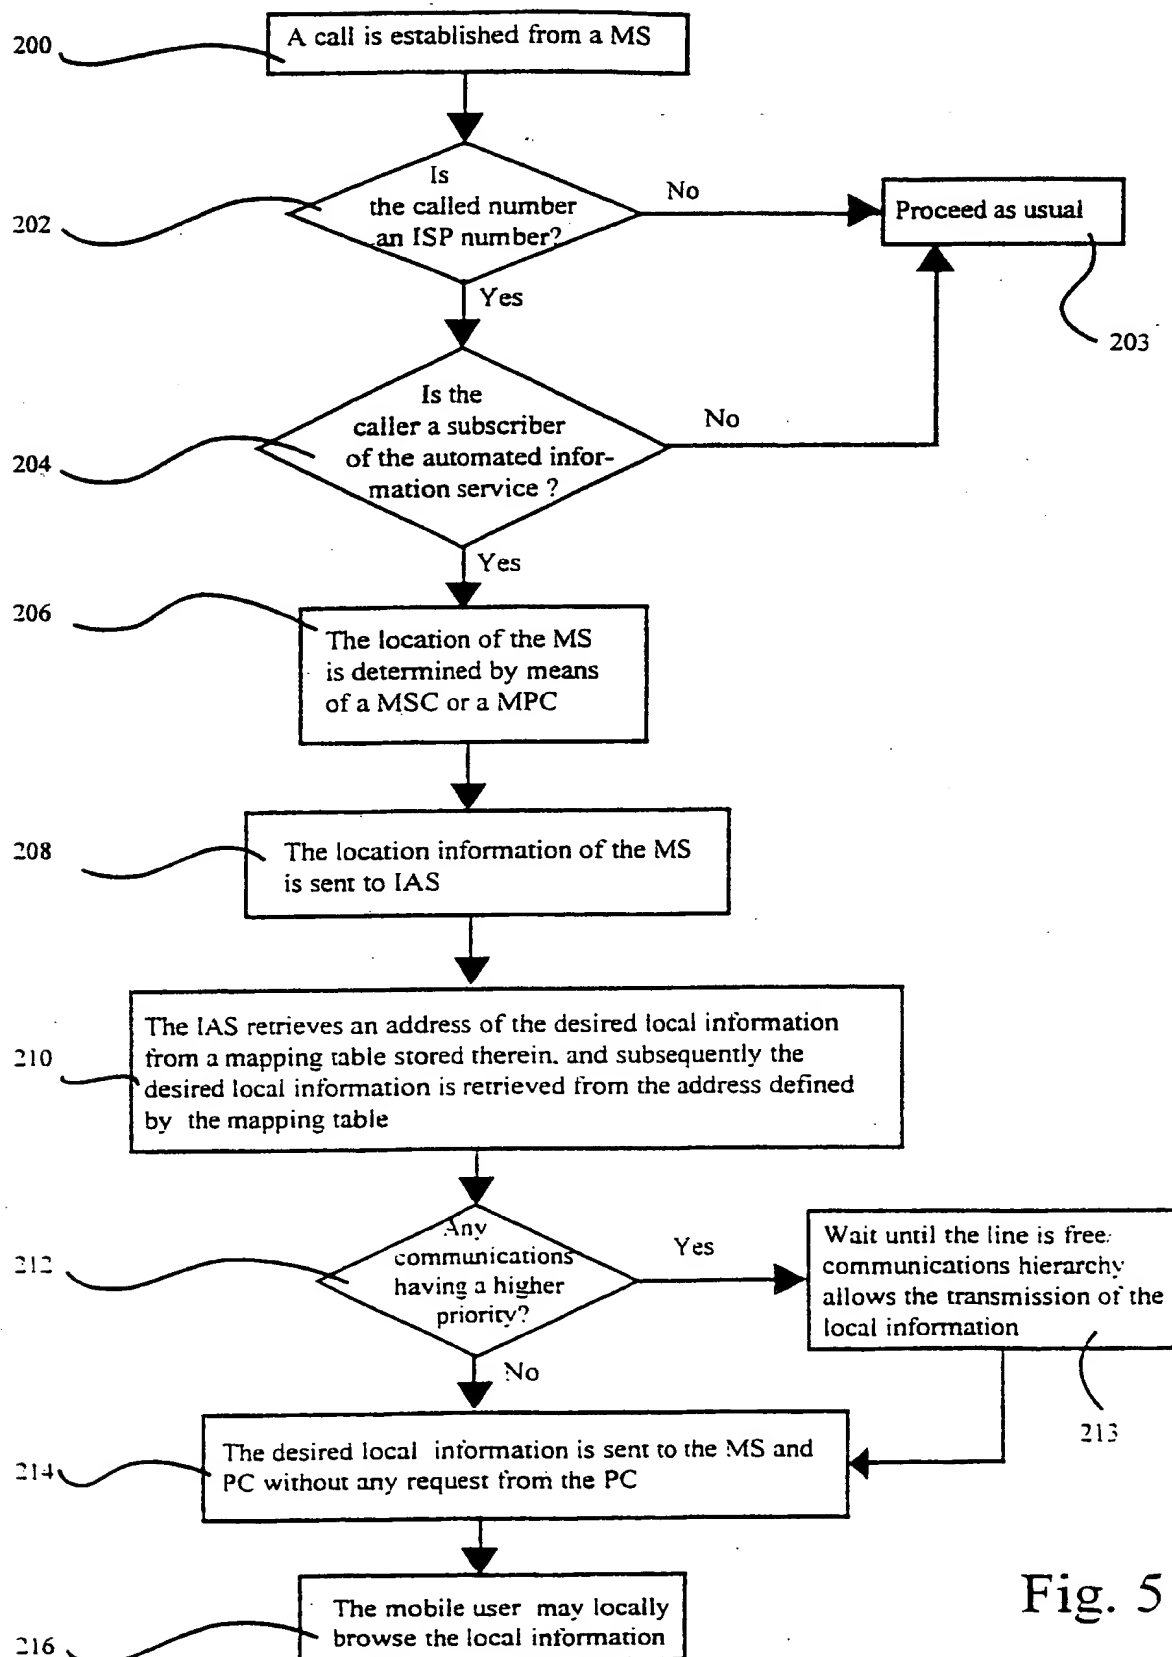 200
A call is established from a MS
Is
the called number
an ISP number?
202
No
Proceed as usual
203
Yes
Is the
caller a subscriber
of the automated infor-
mation service ?
204
No
Yes
206
The location of the MS
is determined by means
of a MSC or a MPC
208
The location information of the MS
is sent to IAS
210
The IAS retrieves an address of the desired local information
from a mapping table stored therein. and subsequently the
desired local information is retrieved from the address defined
by the mapping table
212
Any
communications
having a higher
priority?
Yes
Wait until the line is free:
communications hierarchy
allows the transmission of the
local information
213
No
214
The desired local information is sent to the MS and
PC without any request from the PC
216
The mobile user may locally
browse the local information
Fig. 5